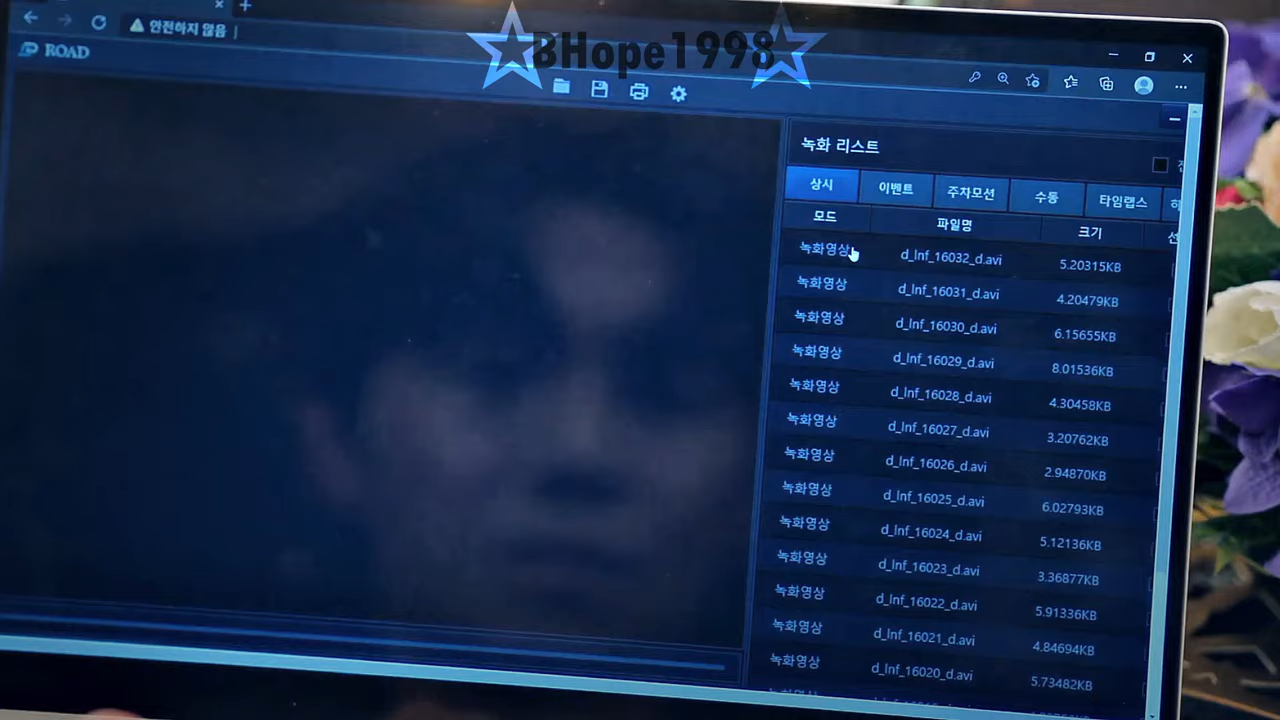 안전하지 않음
BHope1998
ROAD
녹화 리스트
상시 이벤트 주차모션 수동 타임랩스
모드 파일명 크기
녹화영상 d_lnf_16032_d.avi 5.20315KB
녹화영상 d_lnf_16031_d.avi 4.20479KB
녹화영상 d_lnf_16030_d.avi 6.15655KB
녹화영상 d_lnf_16029_d.avi 8.01536KB
녹화영상 d_lnf_16028_d.avi 4.30458KB
녹화영상 d_lnf_16027_d.avi 3.20762KB
녹화영상 d_lnf_16026_d.avi 2.94870KB
녹화영상 d_lnf_16025_d.avi 6.02793KB
녹화영상 d_lnf_16024_d.avi 5.12136KB
녹화영상 d_lnf_16023_d.avi 3.36877KB
녹화영상 d_lnf_16022_d.avi 5.91336KB
녹화영상 d_lnf_16021_d.avi 4.84694KB
녹화영상 d_lnf_16020_d.avi 5.73482KB